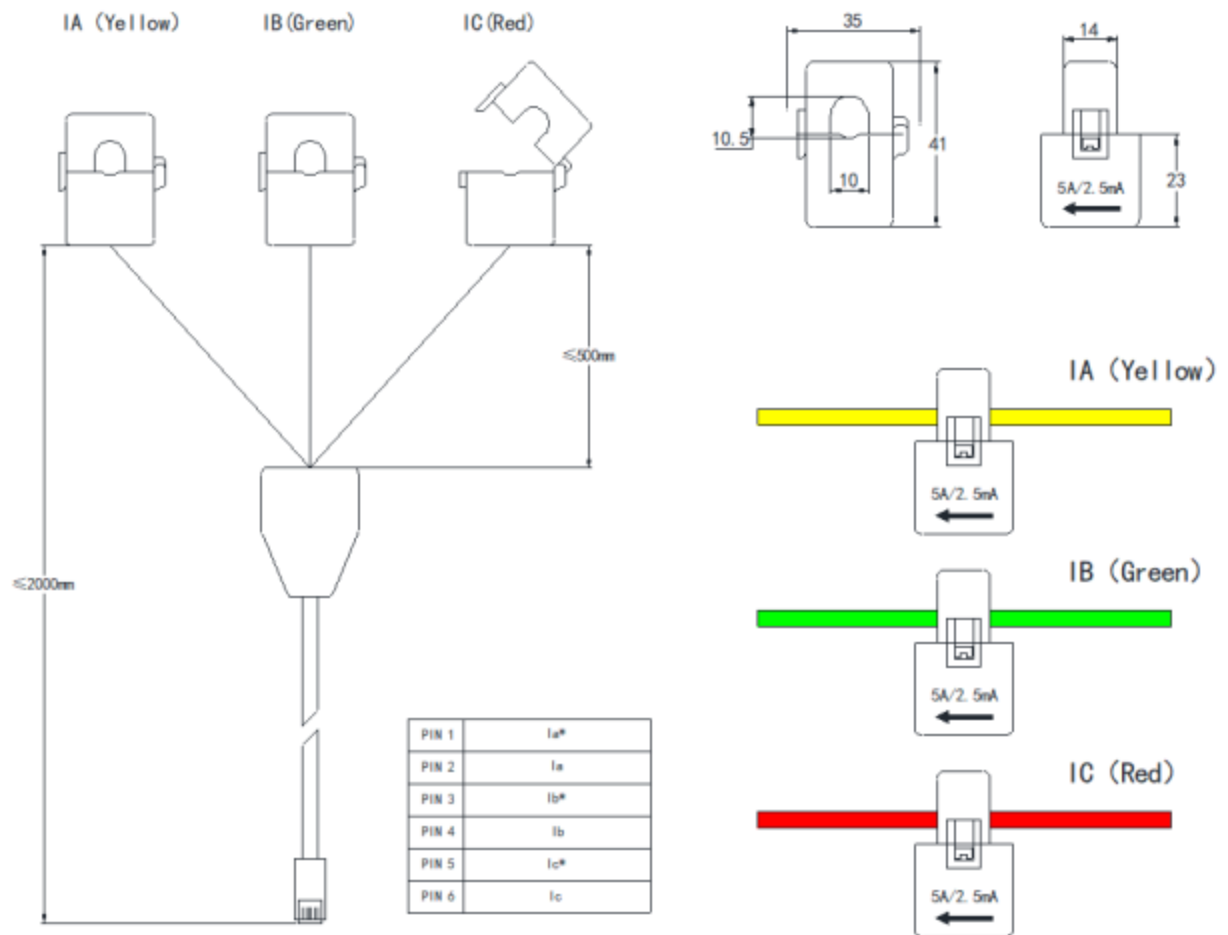 IA (Yellow)
IB(Green)
IC(Red)
35
10.5
10
41
14
5A/2.5mA
23
≤500mm
≤2000mm
IA (Yellow)
5A/2.5mA
IB (Green)
5A/2.5mA
IC (Red)
5A/2.5mA
PIN 1 Ia*
PIN 2 Ia
PIN 3 Ib*
PIN 4 Ib
PIN 5 Ic*
PIN 6 Ic